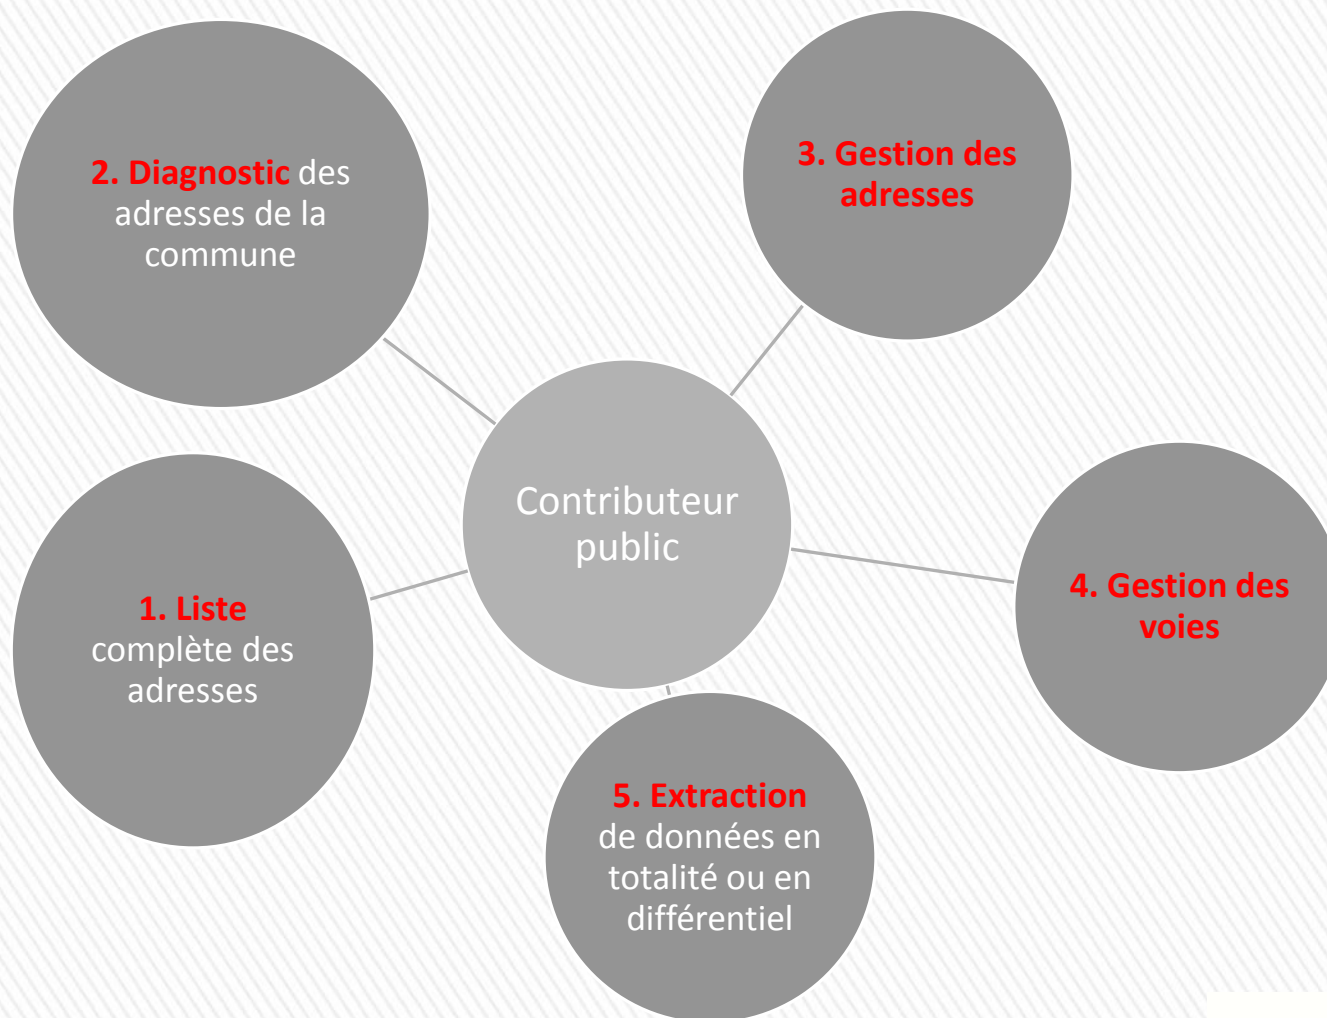 2. Diagnostic des
adresses de la
commune
3. Gestion des
adresses
Contributeur
public
1. Liste
complète des
adresses
4. Gestion des
voies
5. Extraction
de données en
totalité ou en
différentiel